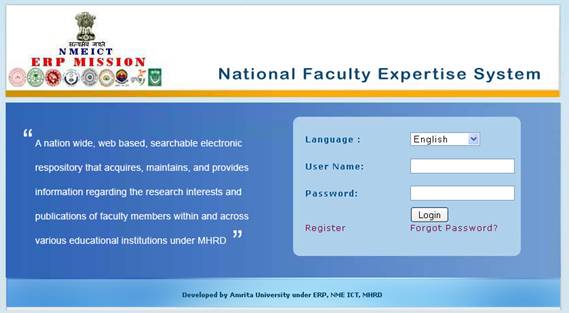 सत्यमेव जयते
NMEICT
ERP MISSION
National Faculty Expertise System
“ A nation wide, web based, searchable electronic
respository that acquires, maintains, and provides
information regarding the research interests and
publications of faculty members within and across
various educational institutions under MHRD ”
Language :
English
User Name:
Password:
Login
Register
Forgot Password?
Developed by Amrita University under ERP, NME ICT, MHRD